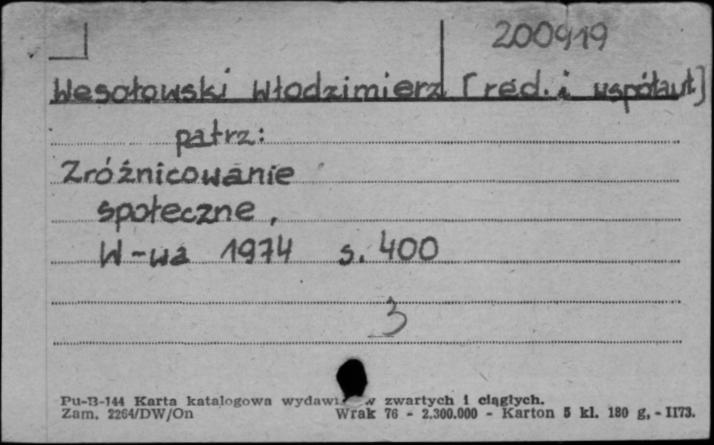 200919
Wesołowski Włodzimierz [red. i współaut]
patrz:
Zróżnicowanie
społeczne,
W-wa 1974 s. 400
3
Pu-B-144 Karta katalogowa wydawn. w zwartych i ciągłych.
Zam. 2264/DW/On Wrak 76 - 2.300.000 - Karton 5 kl. 180 g, - II73.